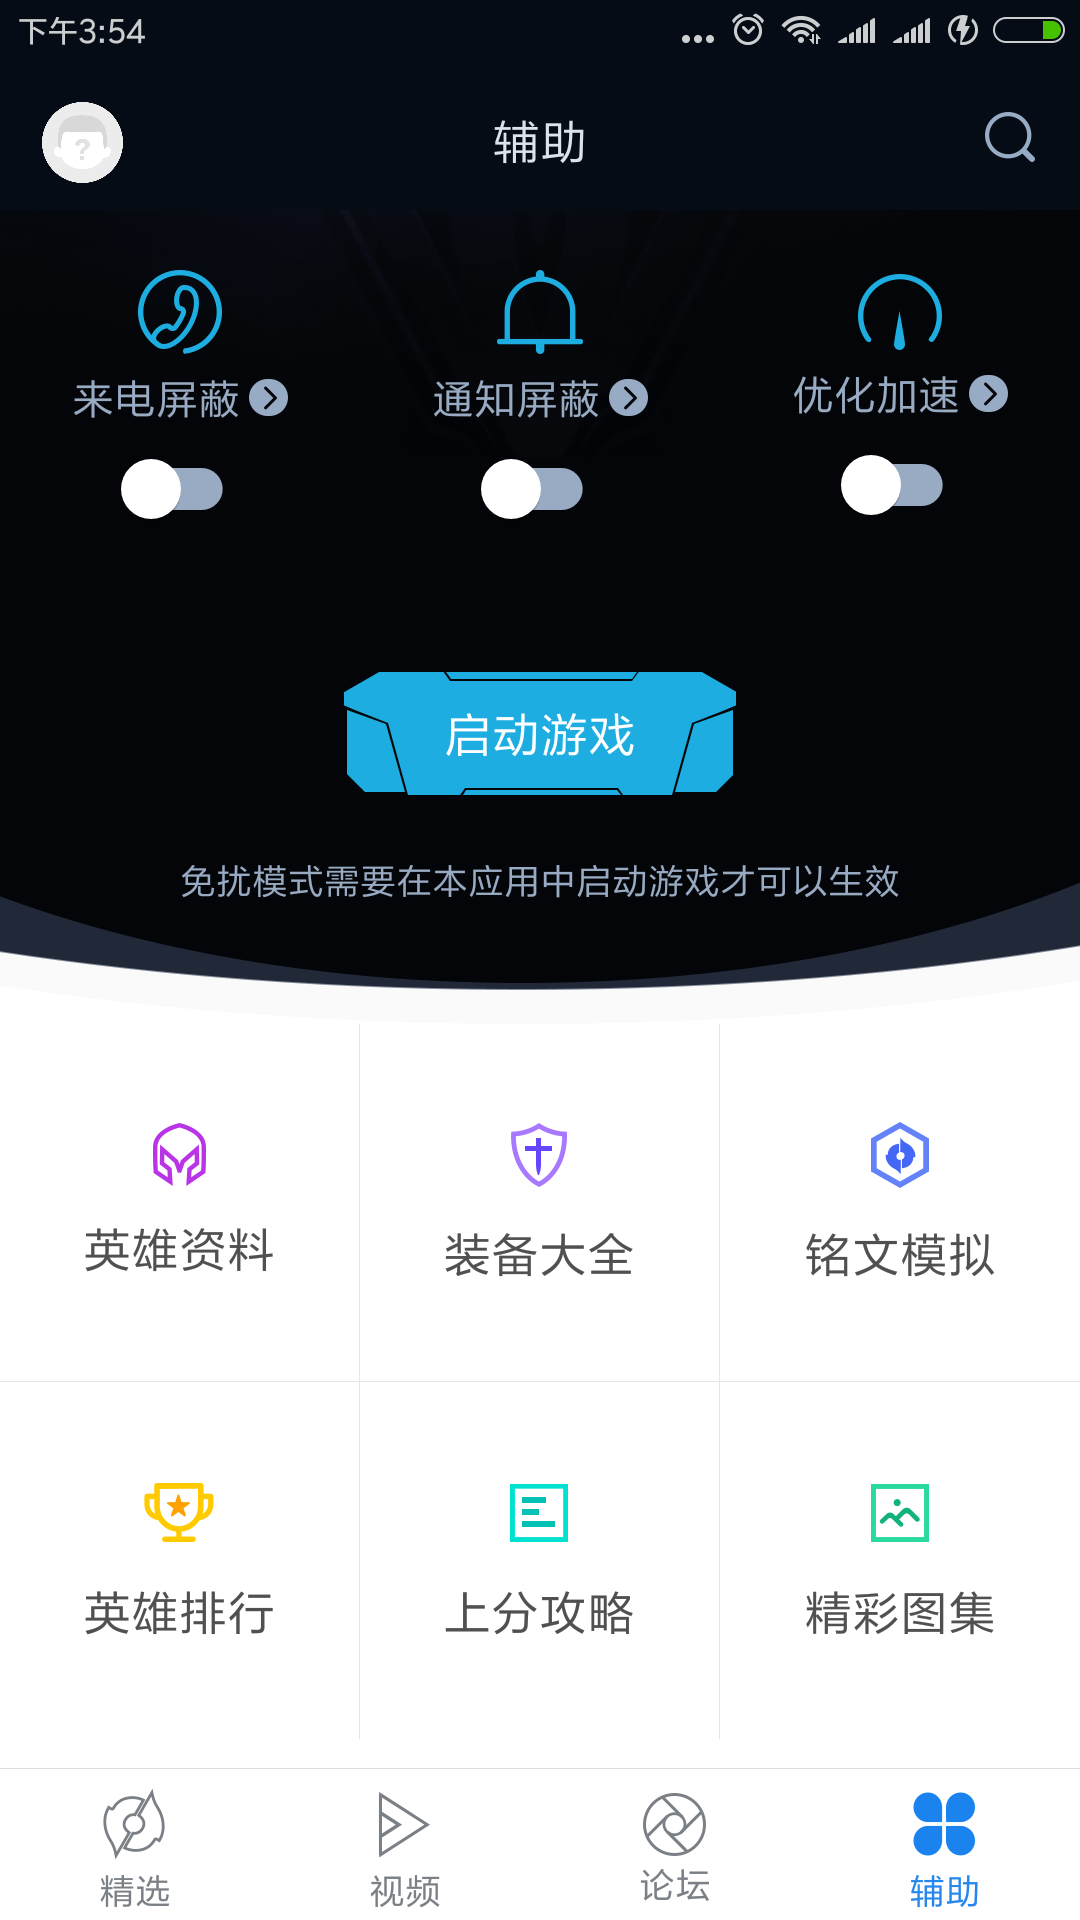 下午3:54
辅助
来电屏蔽 通知屏蔽 优化加速
启动游戏
免扰模式需要在本应用中启动游戏才可以生效
英雄资料 装备大全 铭文模拟
英雄排行 上分攻略 精彩图集
精选 视频 论坛 辅助